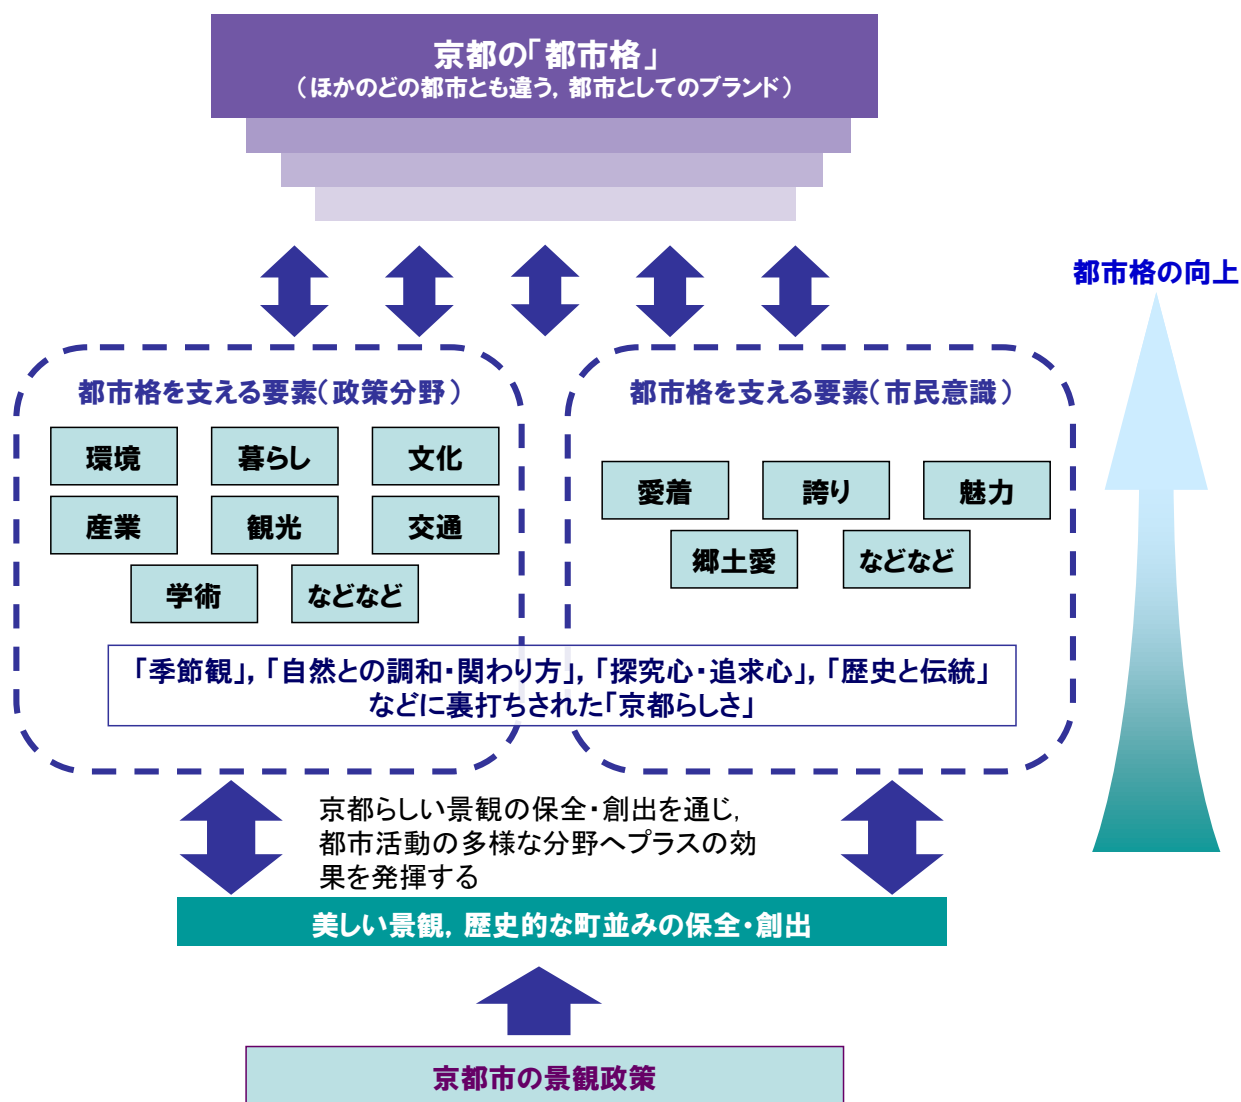 京都の「都市格」
（ほかのどの都市とも違う，都市としてのブランド）
都市格の向上
都市格を支える要素（政策分野）
環境
暮らし
文化
産業
観光
交通
学術
などなど
都市格を支える要素（市民意識）
愛着
誇り
魅力
郷土愛
などなど
「季節観」，「自然との調和・関わり方」，「探究心・追求心」，「歴史と伝統」
などに裏打ちされた「京都らしさ」
京都らしい景観の保全・創出を通じ，
都市活動の多様な分野へプラスの効
果を発揮する
美しい景観，歴史的な町並みの保全・創出
京都市の景観政策